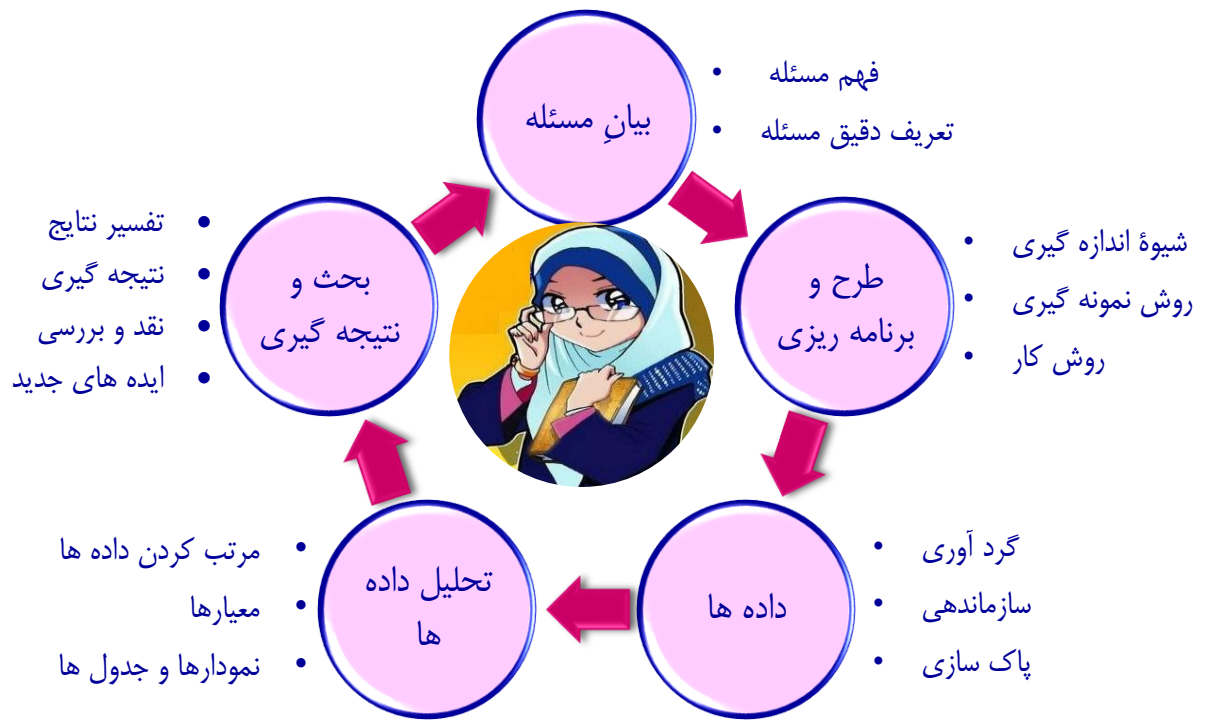 بیانِ مسئله
• فهم مسئله
• تعریف دقیق مسئله
طرح و
برنامه ریزی
• شیوۀ اندازه گیری
• روش نمونه گیری
• روش کار
داده ها
• گرد آوری
• سازماندهی
• پاک سازی
تحلیل داده
ها
• مرتب کردن داده ها
• معیارها
• نمودارها و جدول ها
بحث و
نتیجه گیری
• تفسیر نتایج
• نتیجه گیری
• نقد و بررسی
• ایده های جدید